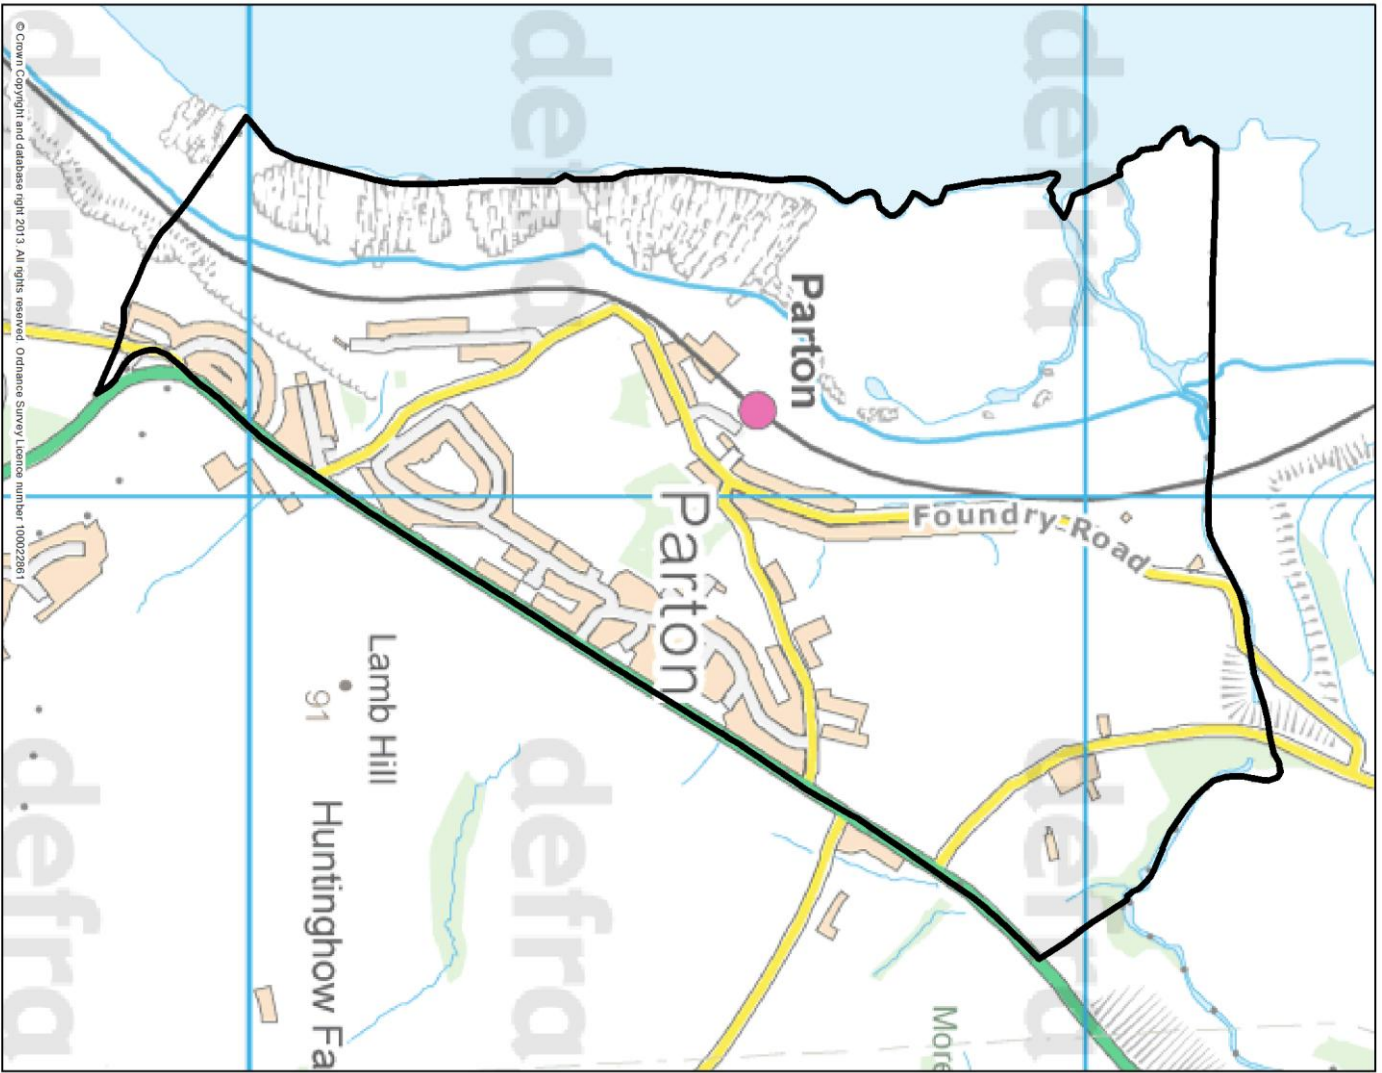 © Crown Copyright and database right 2013. All rights reserved. Ordnance Survey Licence number 100022861
defra
defra
defra
Parton
Parton
Foundry Road
Lamb Hill
91
Huntinghow Fa
More
defra
defra
defra